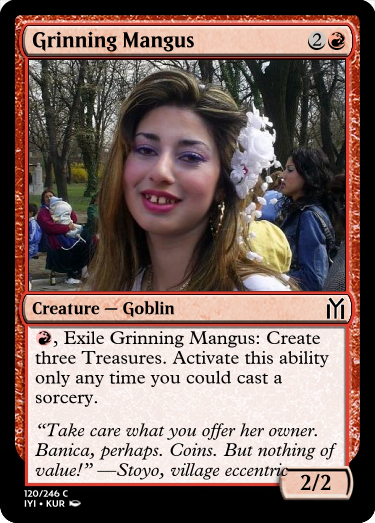 Grinning Mangus 2
Creature — Goblin
, Exile Grinning Mangus: Create
three Treasures. Activate this ability
only any time you could cast a
sorcery.
“Take care what you offer her owner.
Banica, perhaps. Coins. But nothing of
value!” —Stoyo, village eccentric
2/2
120/246 C
IYI • KUR